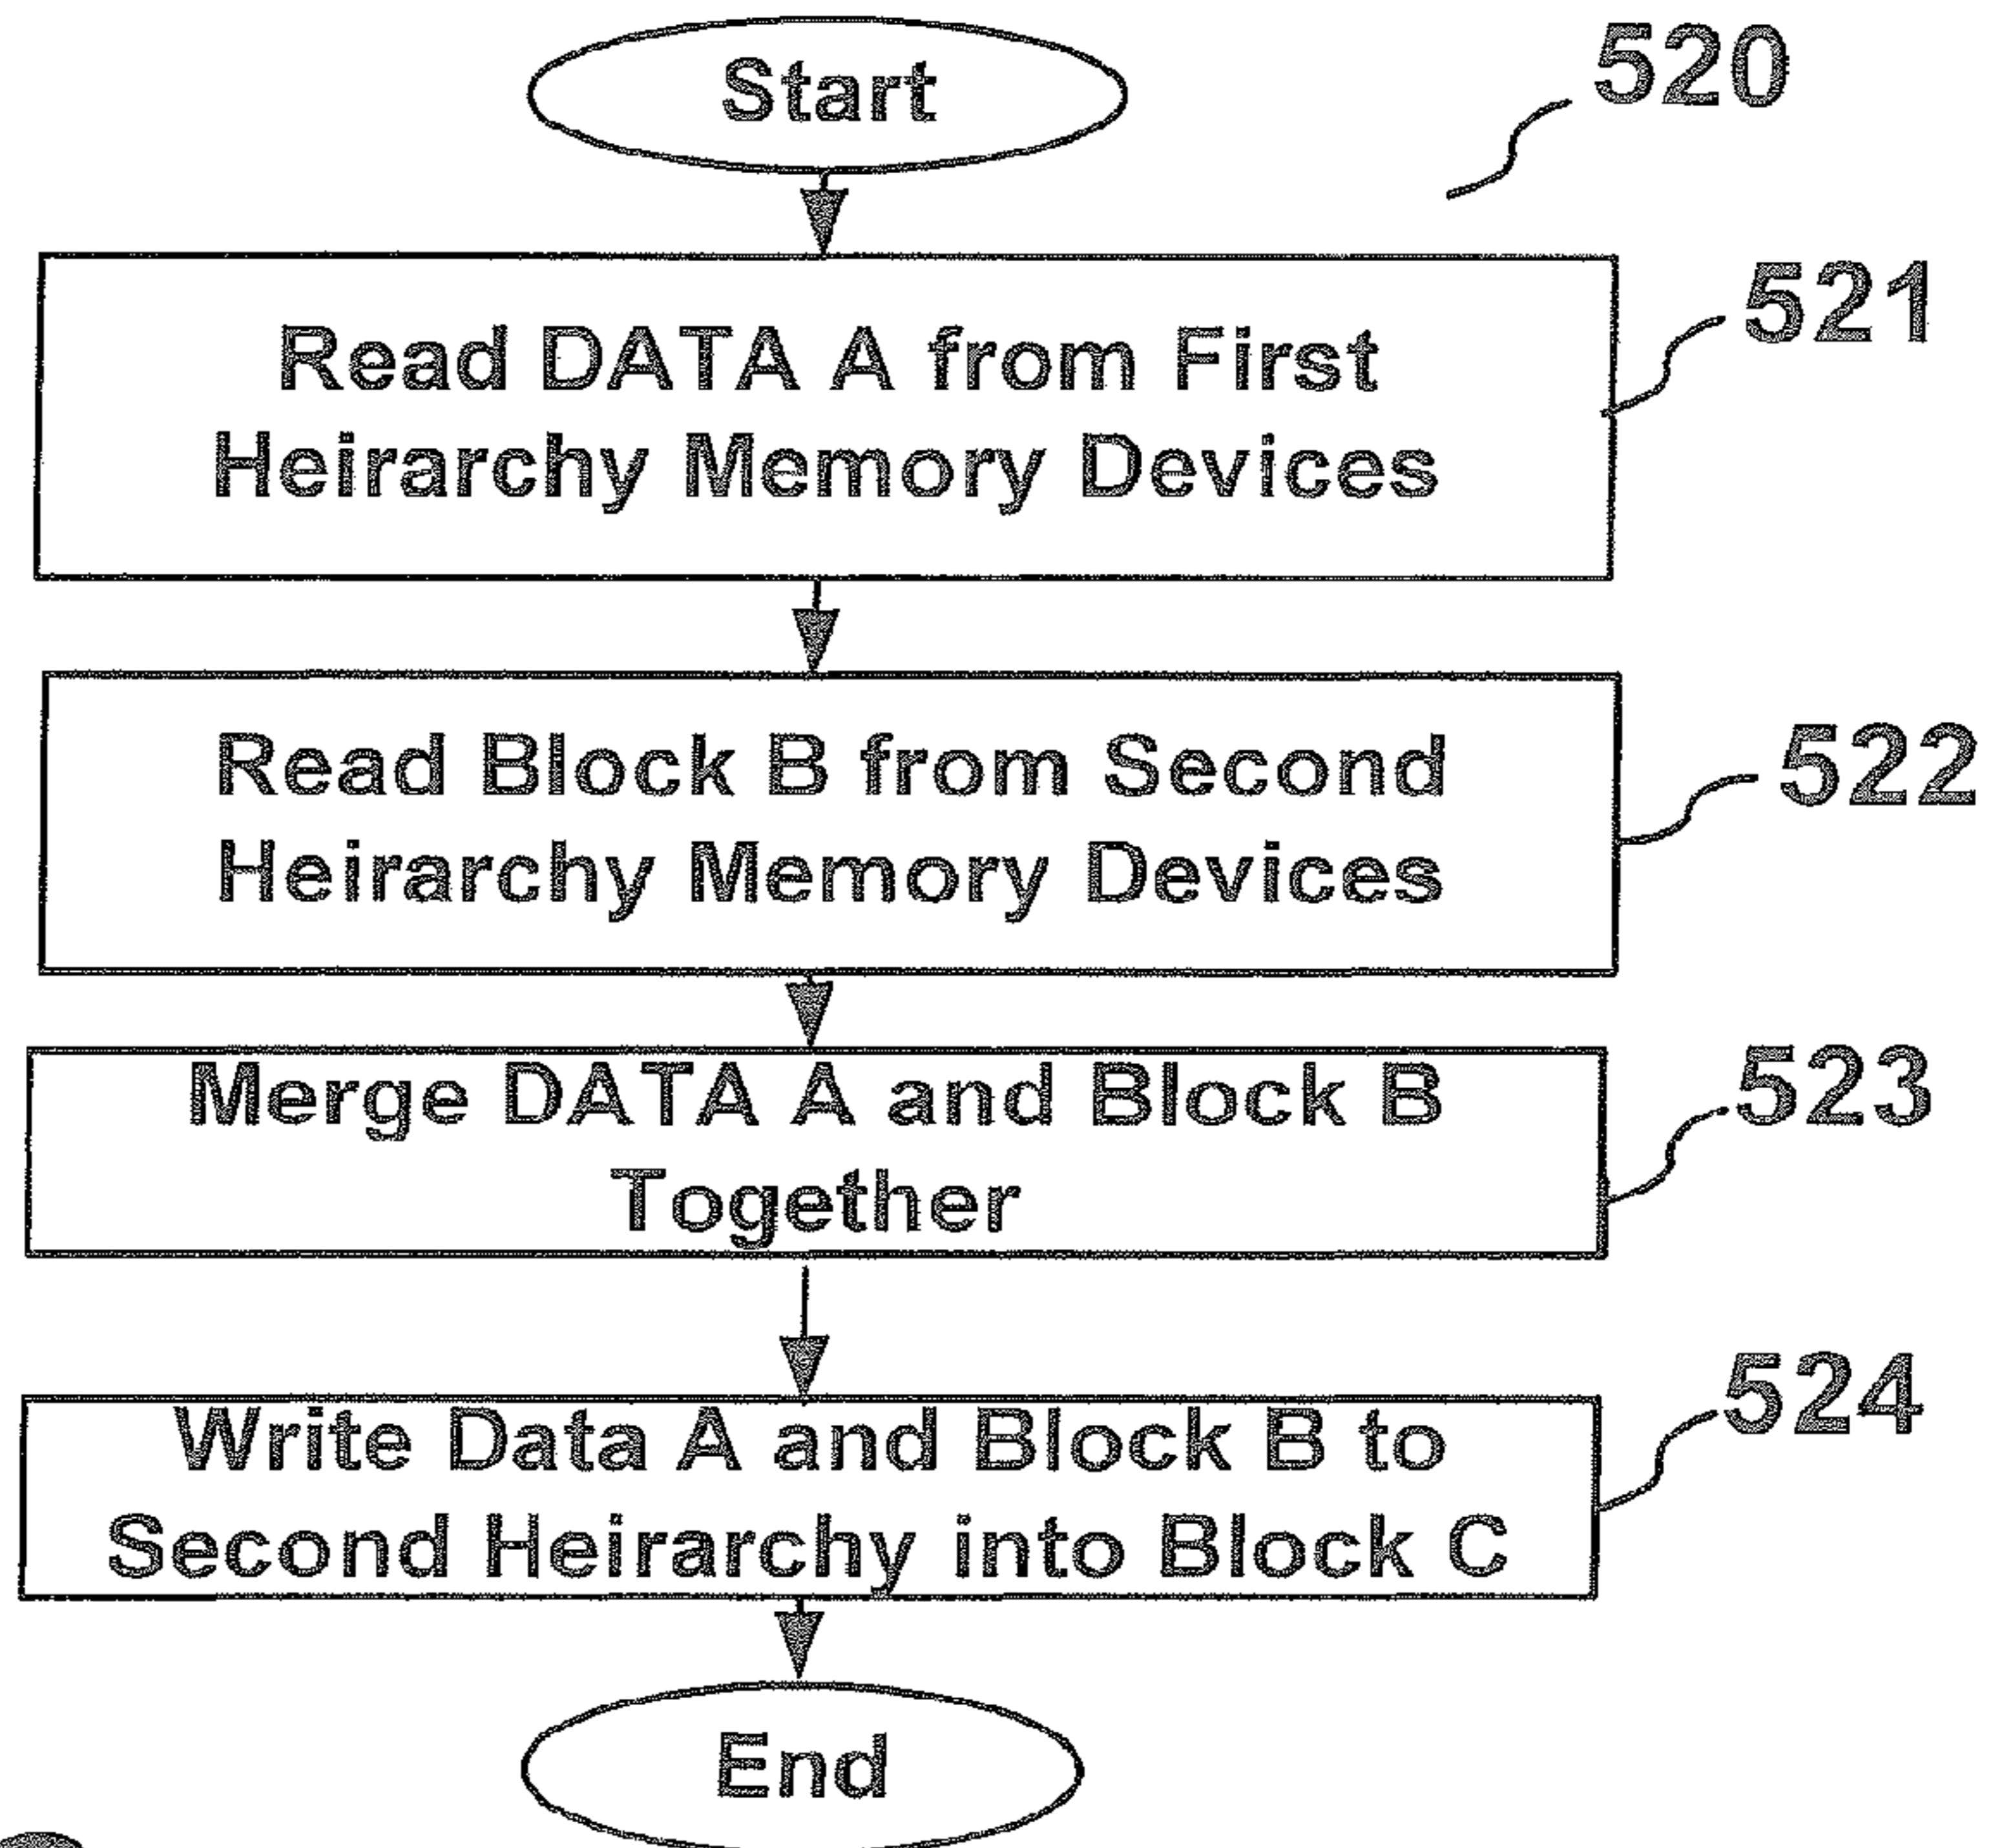 Start
520
Read DATA A from First
Heirarchy Memory Devices
521
Read Block B from Second
Heirarchy Memory Devices
522
Merge DATA A and Block B
Together
523
Write Data A and Block B to
Second Heirarchy into Block C
524
End